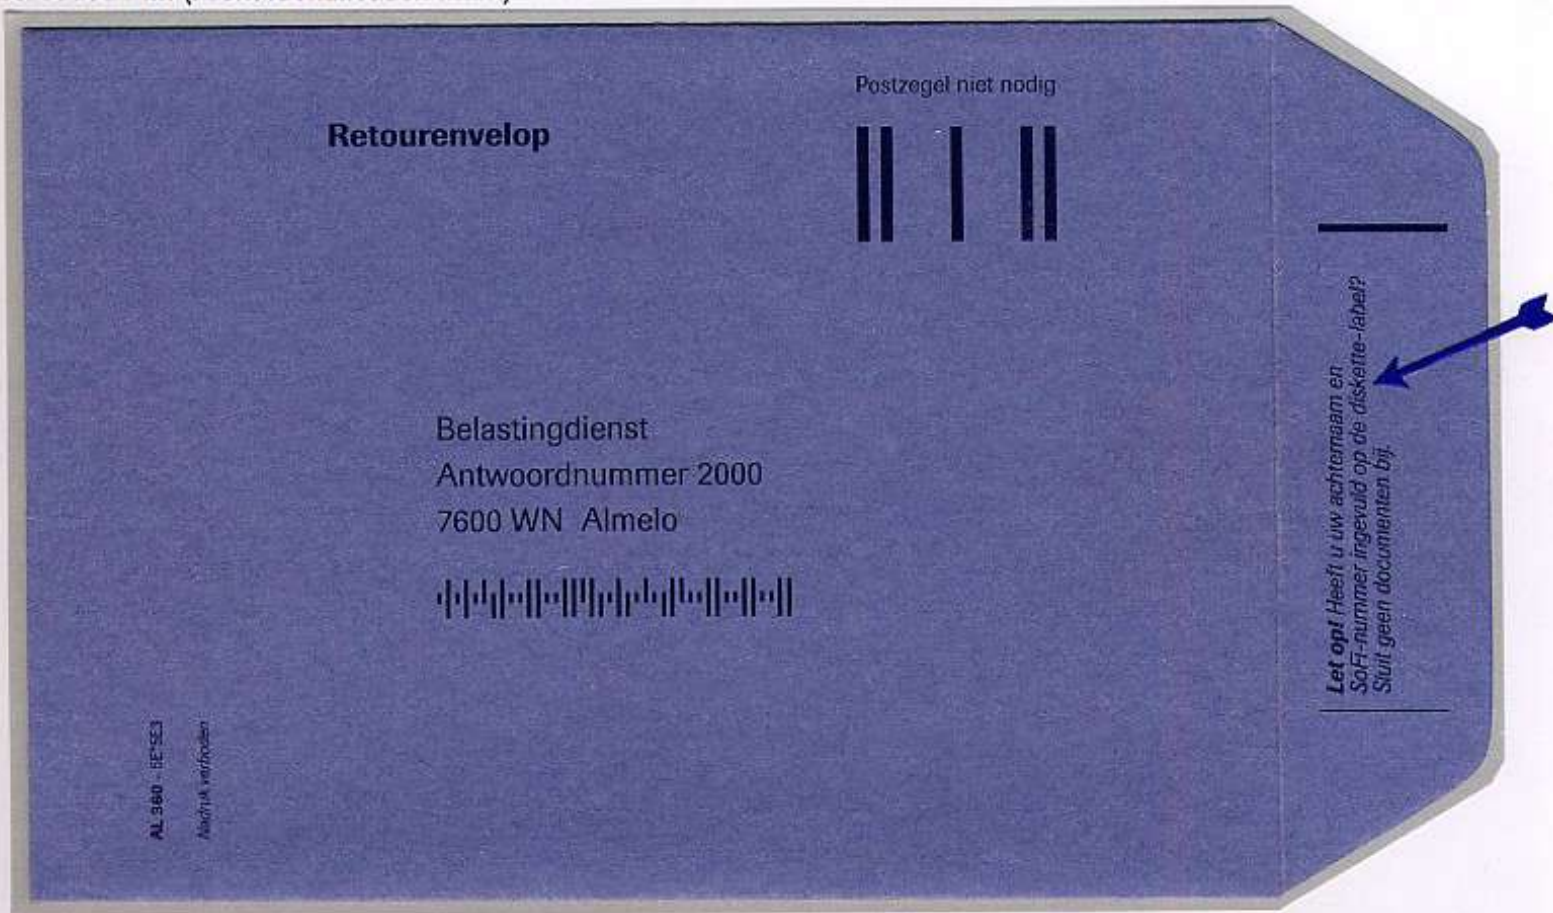 Retourenvelop
Postzegel niet nodig
Belastingdienst
Antwoordnummer 2000
7600 WN Almelo
Let op! Heeft u uw achternaam en
SoFi-nummer ingevuld op de diskette-label?
Sluit geen documenten bij.
AL 360 -
Nadruk verboden